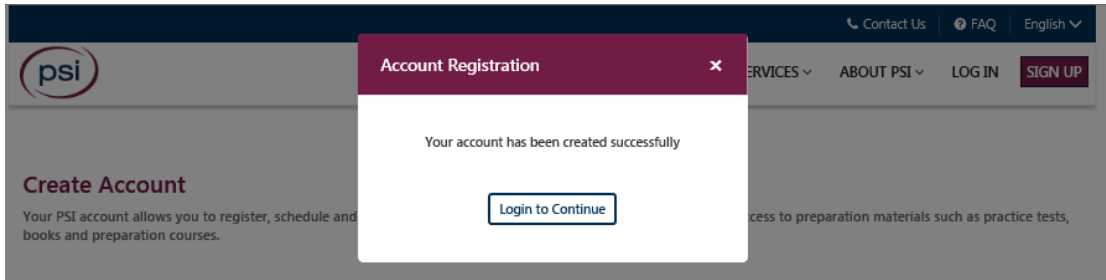 Contact Us
FAQ
English
psi
Account Registration
ERVICES
ABOUT PSI
LOG IN
SIGN UP
Your account has been created successfully
Login to Continue
Create Account
Your PSI account allows you to register, schedule and
cess to preparation materials such as practice tests,
books and preparation courses.